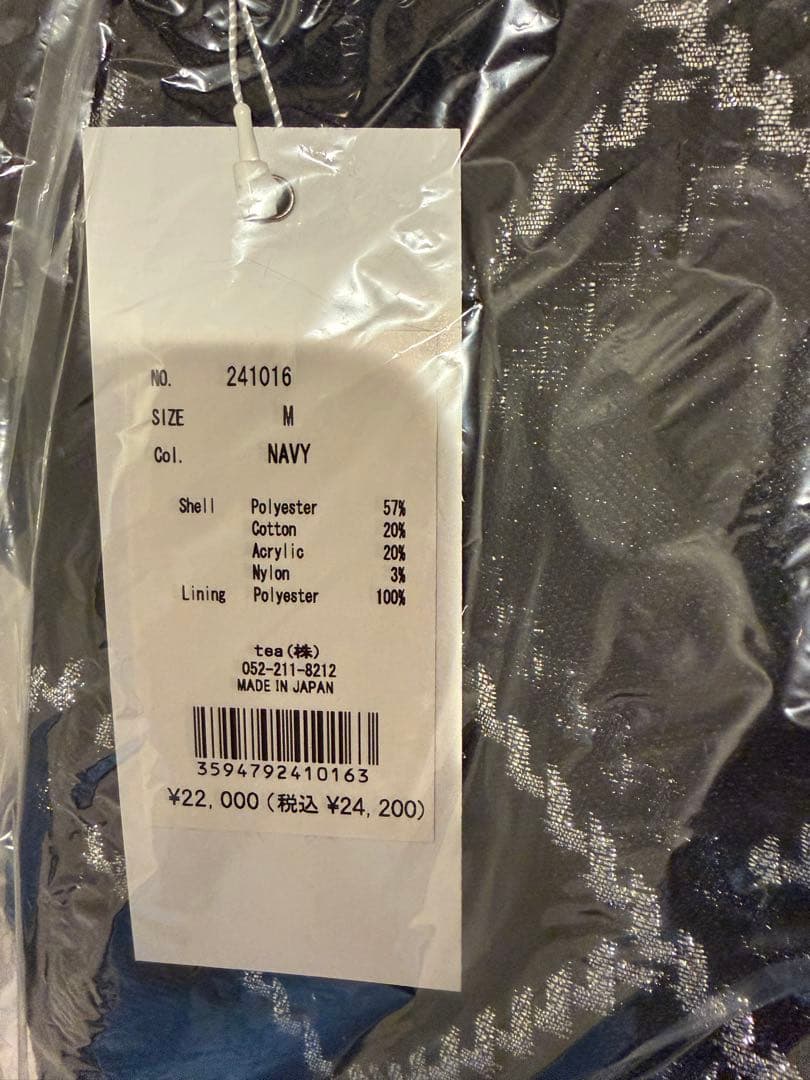 NO. 241016
SIZE M
Col. NAVY
Shell Polyester 57%
Cotton 20%
Acrylic 20%
Nylon 3%
Lining Polyester 100%
tea(株)
052-211-8212
MADE IN JAPAN
3594792410163
¥22,000(税込 ¥24,200)